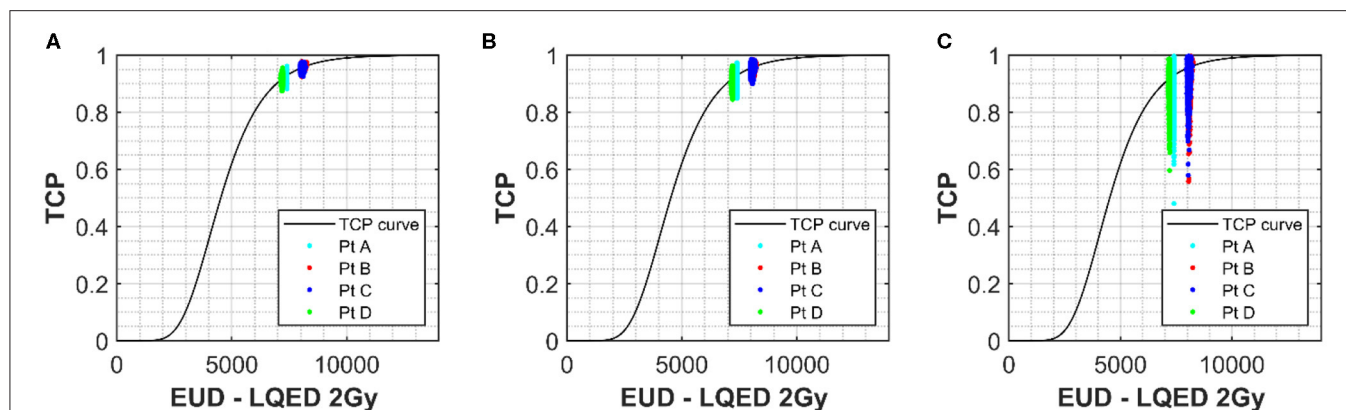 A
TCP
1
0.8
0.6
0.4
0.2
0
0 5000 10000
EUD - LQED 2Gy
TCP curve
Pt A
Pt B
Pt C
Pt D
B
TCP
1
0.8
0.6
0.4
0.2
0
0 5000 10000
EUD - LQED 2Gy
TCP curve
Pt A
Pt B
Pt C
Pt D
C
TCP
1
0.8
0.6
0.4
0.2
0
0 5000 10000
EUD - LQED 2Gy
TCP curve
Pt A
Pt B
Pt C
Pt D